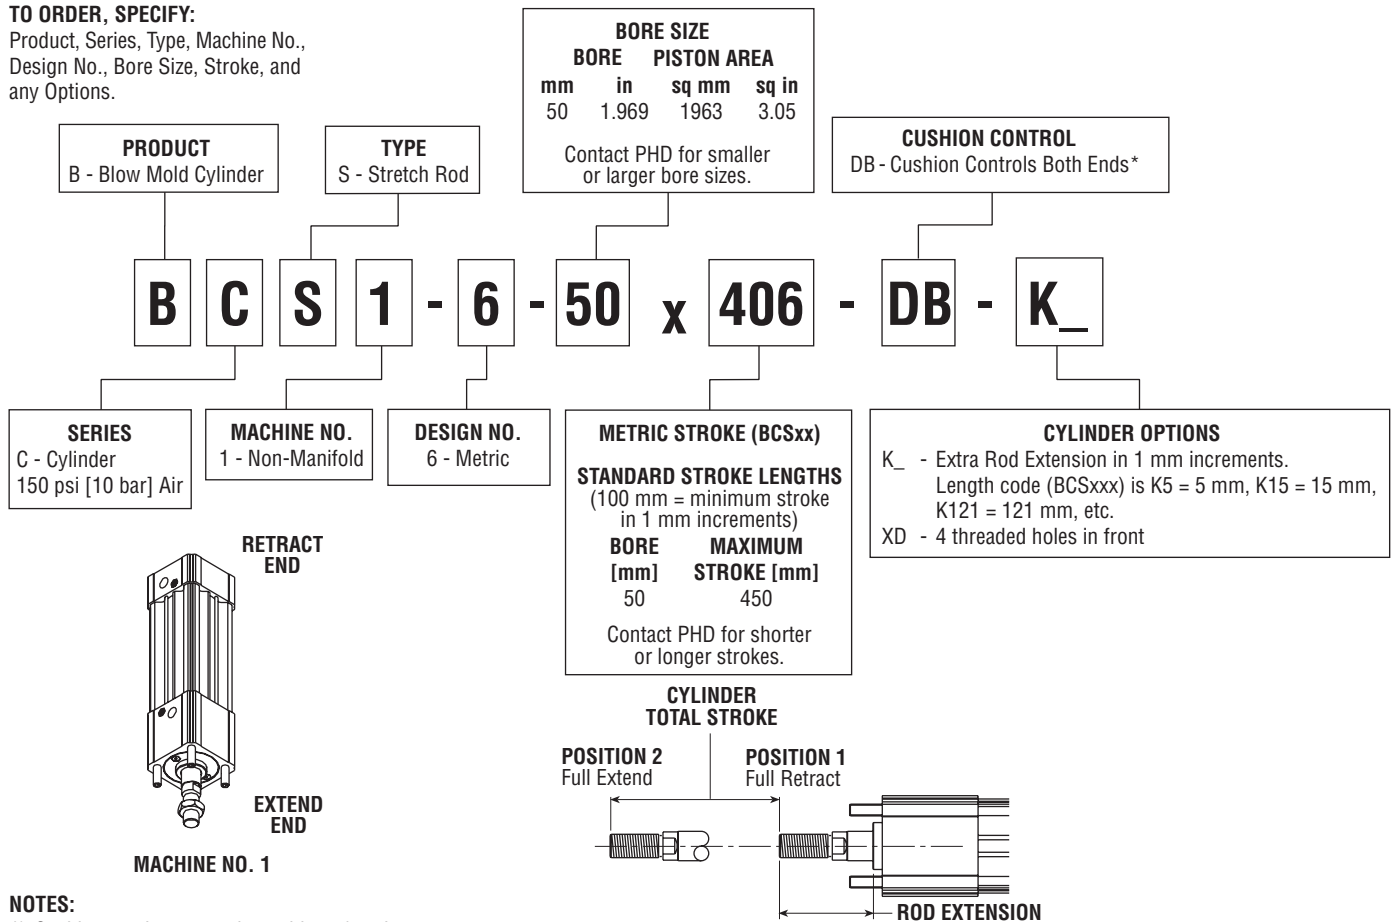 TO ORDER, SPECIFY:
Product, Series, Type, Machine No.,
Design No., Bore Size, Stroke, and
any Options.
BORE SIZE
BORE PISTON AREA
mm in sq mm sq in
50 1.969 1963 3.05
Contact PHD for smaller
or larger bore sizes.
PRODUCT
B - Blow Mold Cylinder
TYPE
S - Stretch Rod
CUSHION CONTROL
DB - Cushion Controls Both Ends*
B C S 1 - 6 - 50 x 406 - DB - K_
SERIES
C - Cylinder
150 psi [10 bar] Air
MACHINE NO.
1 - Non-Manifold
DESIGN NO.
6 - Metric
METRIC STROKE (BCSxx)
STANDARD STROKE LENGTHS
(100 mm = minimum stroke
in 1 mm increments)
BORE MAXIMUM
[mm] STROKE [mm]
50 450
Contact PHD for shorter
or longer strokes.
CYLINDER OPTIONS
K_ - Extra Rod Extension in 1 mm increments.
Length code (BCSxxx) is K5 = 5 mm, K15 = 15 mm,
K121 = 121 mm, etc.
XD - 4 threaded holes in front
RETRACT
END
EXTEND
END
MACHINE NO. 1
CYLINDER
TOTAL STROKE
POSITION 2
Full Extend
POSITION 1
Full Retract
ROD EXTENSION
NOTES: